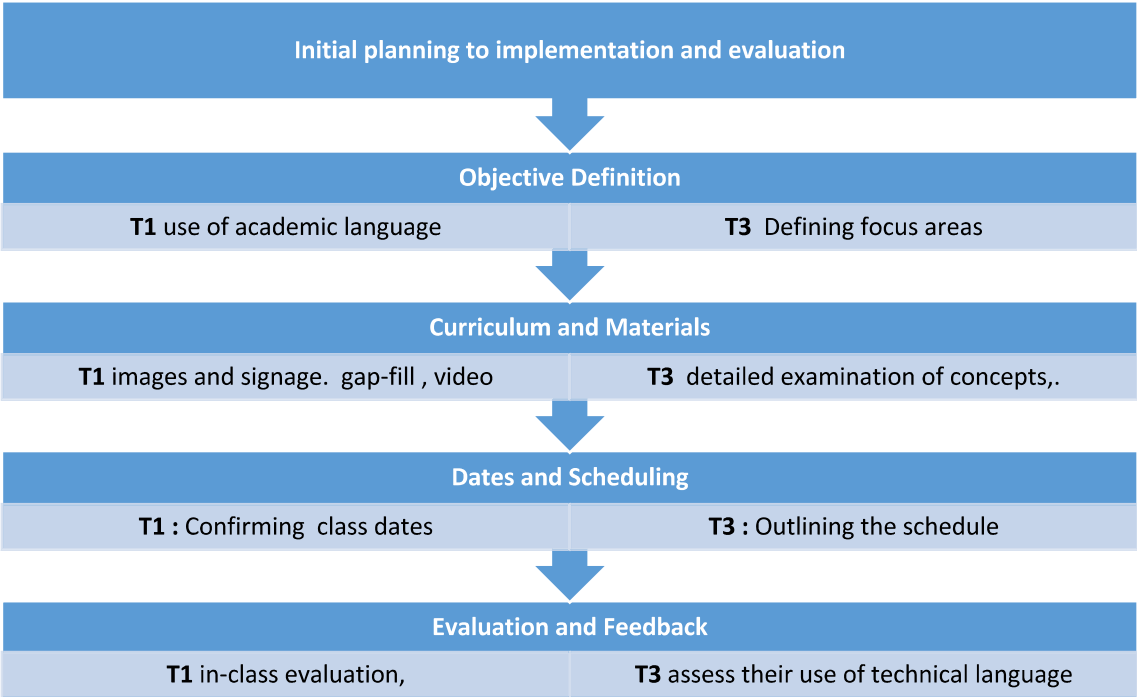 Initial planning to implementation and evaluation
Objective Definition
T1 use of academic language
T3 Defining focus areas
Curriculum and Materials
T1 images and signage. gap-fill , video
T3 detailed examination of concepts,.
Dates and Scheduling
T1 : Confirming class dates
T3 : Outlining the schedule
Evaluation and Feedback
T1 in-class evaluation,
T3 assess their use of technical language